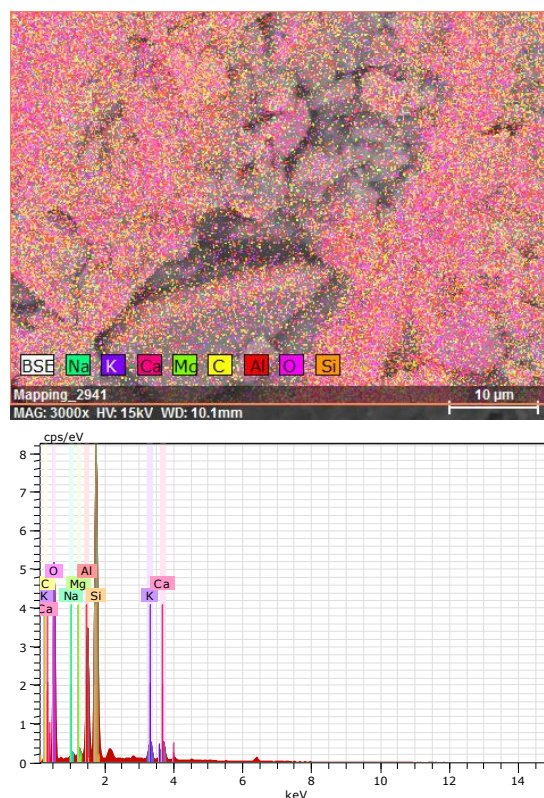 BSE Na K Ca Mg C Al O Si
Mapping_2941
10 µm
MAG: 3000x HV: 15kV WD: 10.1mm
cps/eV
8
7
6
5
O Al
C Mg Ca
K Na Si K
Ca
4
3
2
1
0
2 4 6 8 10 12 14
keV